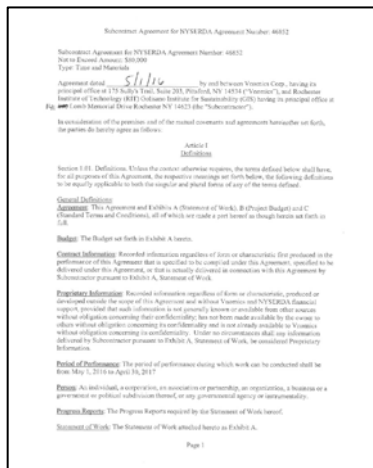 Subcontract Agreement for NYSERDA Agreement Number: 46852
Subcontract Agreement for NYSERDA Agreement Number: 46852
Not to Exceed Amount: $80,000
Type: Time and Materials
Agreement dated 5/1/16 by and between Vnomics Corp., having its
principal office at 175 Sully's Trail, Suite 203, Pittsford, NY 14534 ("Vnomics"), and Rochester
Institute of Technology (RIT) Golisano Institute for Sustainability (GIS) having its principal office at
Lomb Memorial Drive Rochester NY 14623 (the "Subcontractor").
In consideration of the premises and of the mutual covenants and agreements hereinafter set forth,
the parties do hereby agree as follows:
Article I
Definitions
Section 1.01. Definitions. Unless the context otherwise requires, the terms defined below shall have,
for all purposes of this Agreement, the respective meanings set forth below, the following definitions
to be equally applicable to both the singular and plural forms of any of the terms defined.
General Definitions:
Agreement: This Agreement and Exhibits A (Statement of Work), B (Project Budget) and C
(Standard Terms and Conditions), all of which are made a part hereof as though herein set forth in
full.
Budget: The Budget set forth in Exhibit A hereto.
Contract Information: Recorded information regardless of form or characteristic first produced in the
performance of this Agreement that is specified to be compiled under this Agreement, specified to be
delivered under this Agreement, or that is actually delivered in connection with this Agreement by
Subcontractor pursuant to Exhibit A, Statement of Work.
Proprietary Information: Recorded information regardless of form or characteristic, produced or
developed outside the scope of this Agreement and without Vnomics and NYSERDA financial
support, provided that such information is not generally known or available from other sources
without obligation concerning their confidentiality; has not been made available by the owner to
others without obligation concerning its confidentiality and is not already available to Vnomics
without obligation concerning its confidentiality. Under no circumstances shall any information
delivered by Subcontractor pursuant to Exhibit A, Statement of Work, be considered Proprietary
Information.
Period of Performance: The period of performance during which work can be conducted shall be
from May 1, 2016 to April 30, 2017
Person: An individual, a corporation, an association or partnership, an organization, a business or a
government or political subdivision thereof, or any governmental agency or instrumentality.
Progress Reports: The Progress Reports required by the Statement of Work hereof.
Statement of Work: The Statement of Work attached hereto as Exhibit A.
Page 1